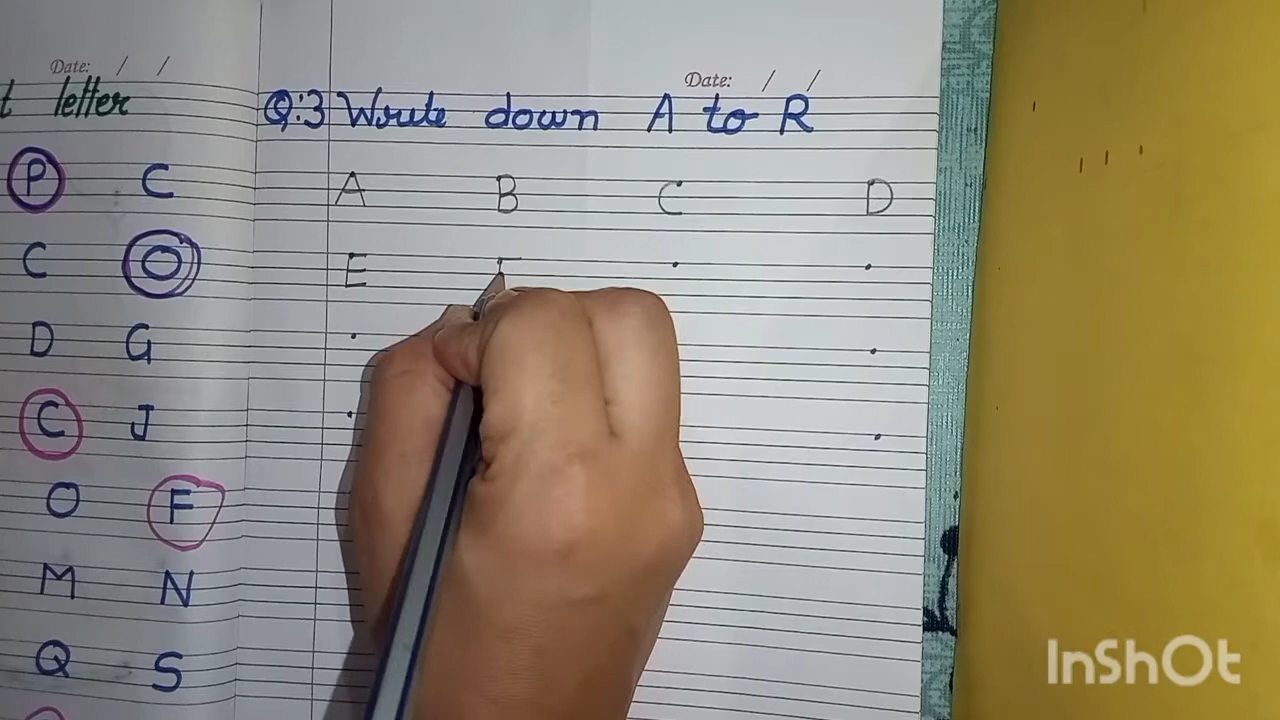 Date: / /
t letter
P C
C O
D G
C J
O F
M N
Q S
Date: / /
Q:3 Write down A to R
A B C D
E
InShOt